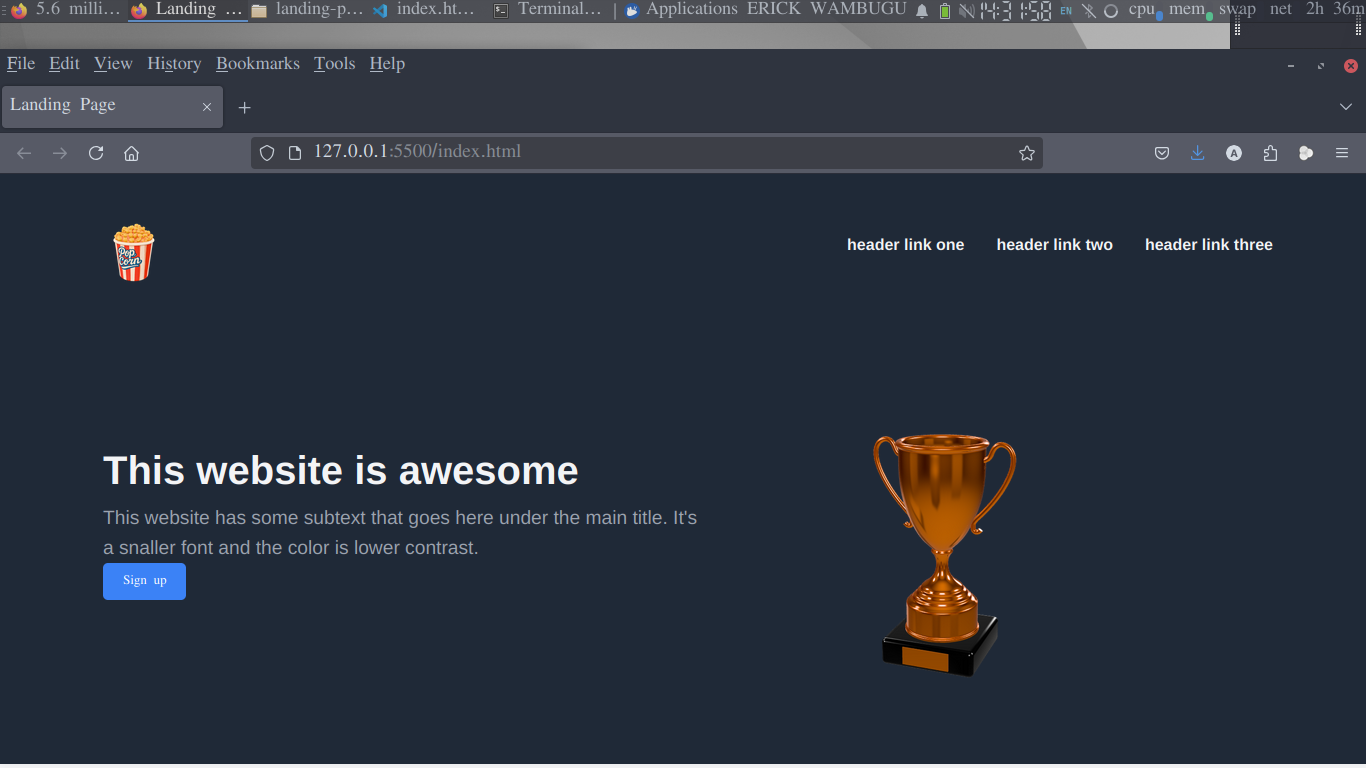 5.6 milli... Landing ... landing-p... index.ht... Terminal... Applications ERICK WAMBUGU 14:31:58 EN cpu mem swap net 2h 36m
File Edit View History Bookmarks Tools Help
Landing Page
127.0.0.1:5500/index.html
A
Pop Corn
header link one header link two header link three
This website is awesome
This website has some subtext that goes here under the main title. It's
a snaller font and the color is lower contrast.
Sign up